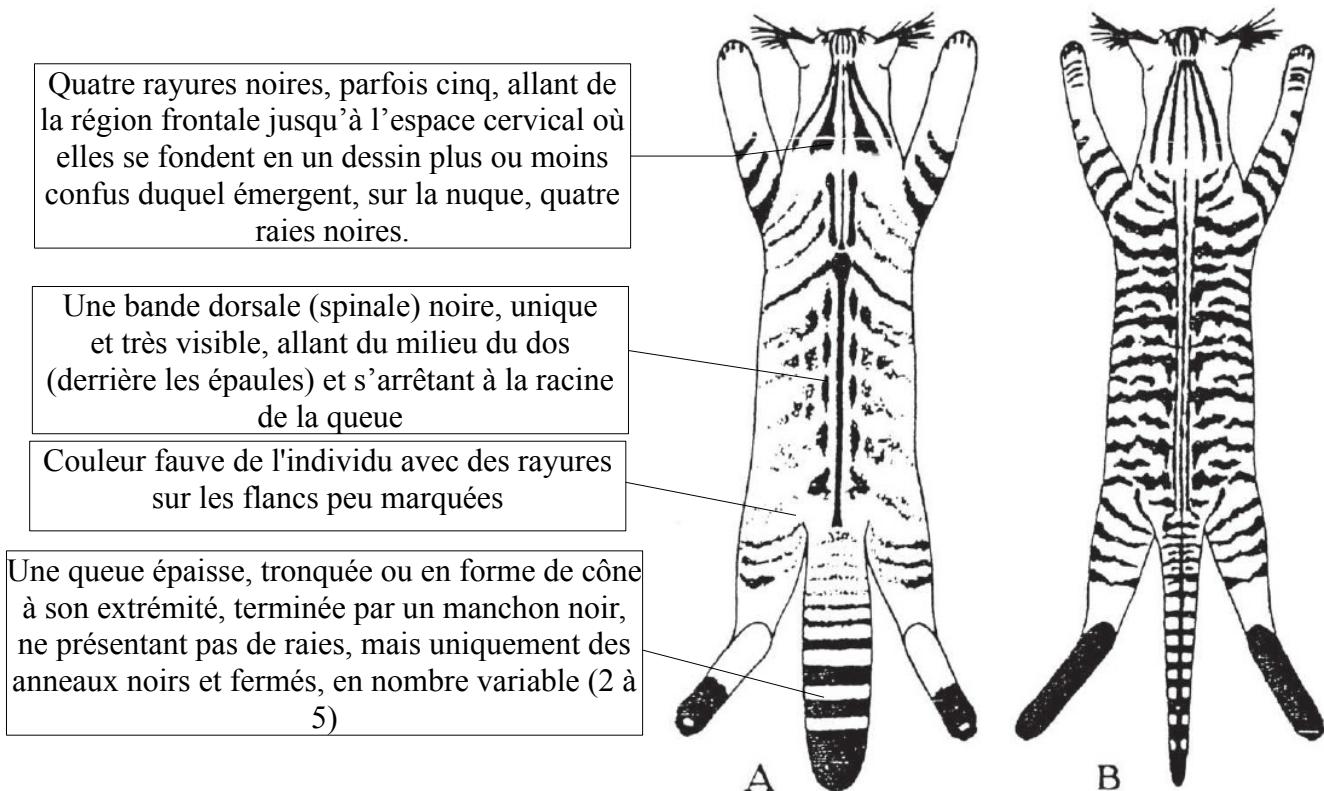 Quatre rayures noires, parfois cinq, allant de
la région frontale jusqu’à l’espace cervical où
elles se fondent en un dessin plus ou moins
confus duquel émergent, sur la nuque, quatre
raies noires.
Une bande dorsale (spinale) noire, unique
et très visible, allant du milieu du dos
(derrière les épaules) et s’arrêtant à la racine
de la queue
Couleur fauve de l'individu avec des rayures
sur les flancs peu marquées
Une queue épaisse, tronquée ou en forme de cône
à son extrémité, terminée par un manchon noir,
ne présentant pas de raies, mais uniquement des
anneaux noirs et fermés, en nombre variable (2 à
5)
A
B